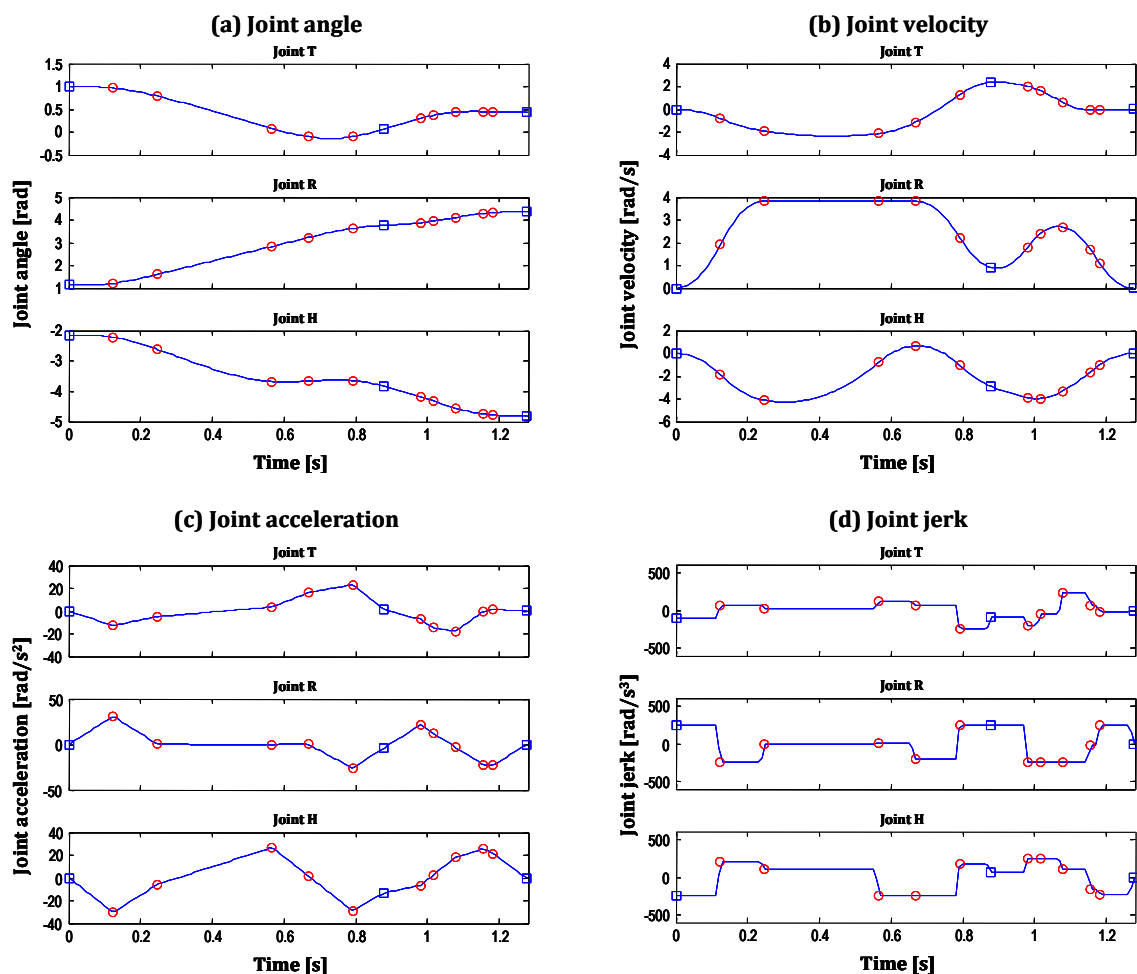 (a) Joint angle
Joint T
1.5
1
0.5
0
-0.5
Joint R
5
4
3
2
1
Joint H
-2
-3
-4
-5
0 0.2 0.4 0.6 0.8 1 1.2
Joint angle [rad]
Time [s]
(b) Joint velocity
Joint T
4
2
0
-2
-4
Joint R
4
3
2
1
0
Joint H
2
0
-2
-4
-6
0 0.2 0.4 0.6 0.8 1 1.2
Joint velocity [rad/s]
Time [s]
(c) Joint acceleration
Joint T
40
20
0
-20
-40
Joint R
50
0
-50
Joint H
40
20
0
-20
-40
0 0.2 0.4 0.6 0.8 1 1.2
Joint acceleration [rad/s²]
Time [s]
(d) Joint jerk
Joint T
500
0
-500
Joint R
500
0
-500
Joint H
500
0
-500
0 0.2 0.4 0.6 0.8 1 1.2
Joint jerk [rad/s³]
Time [s]